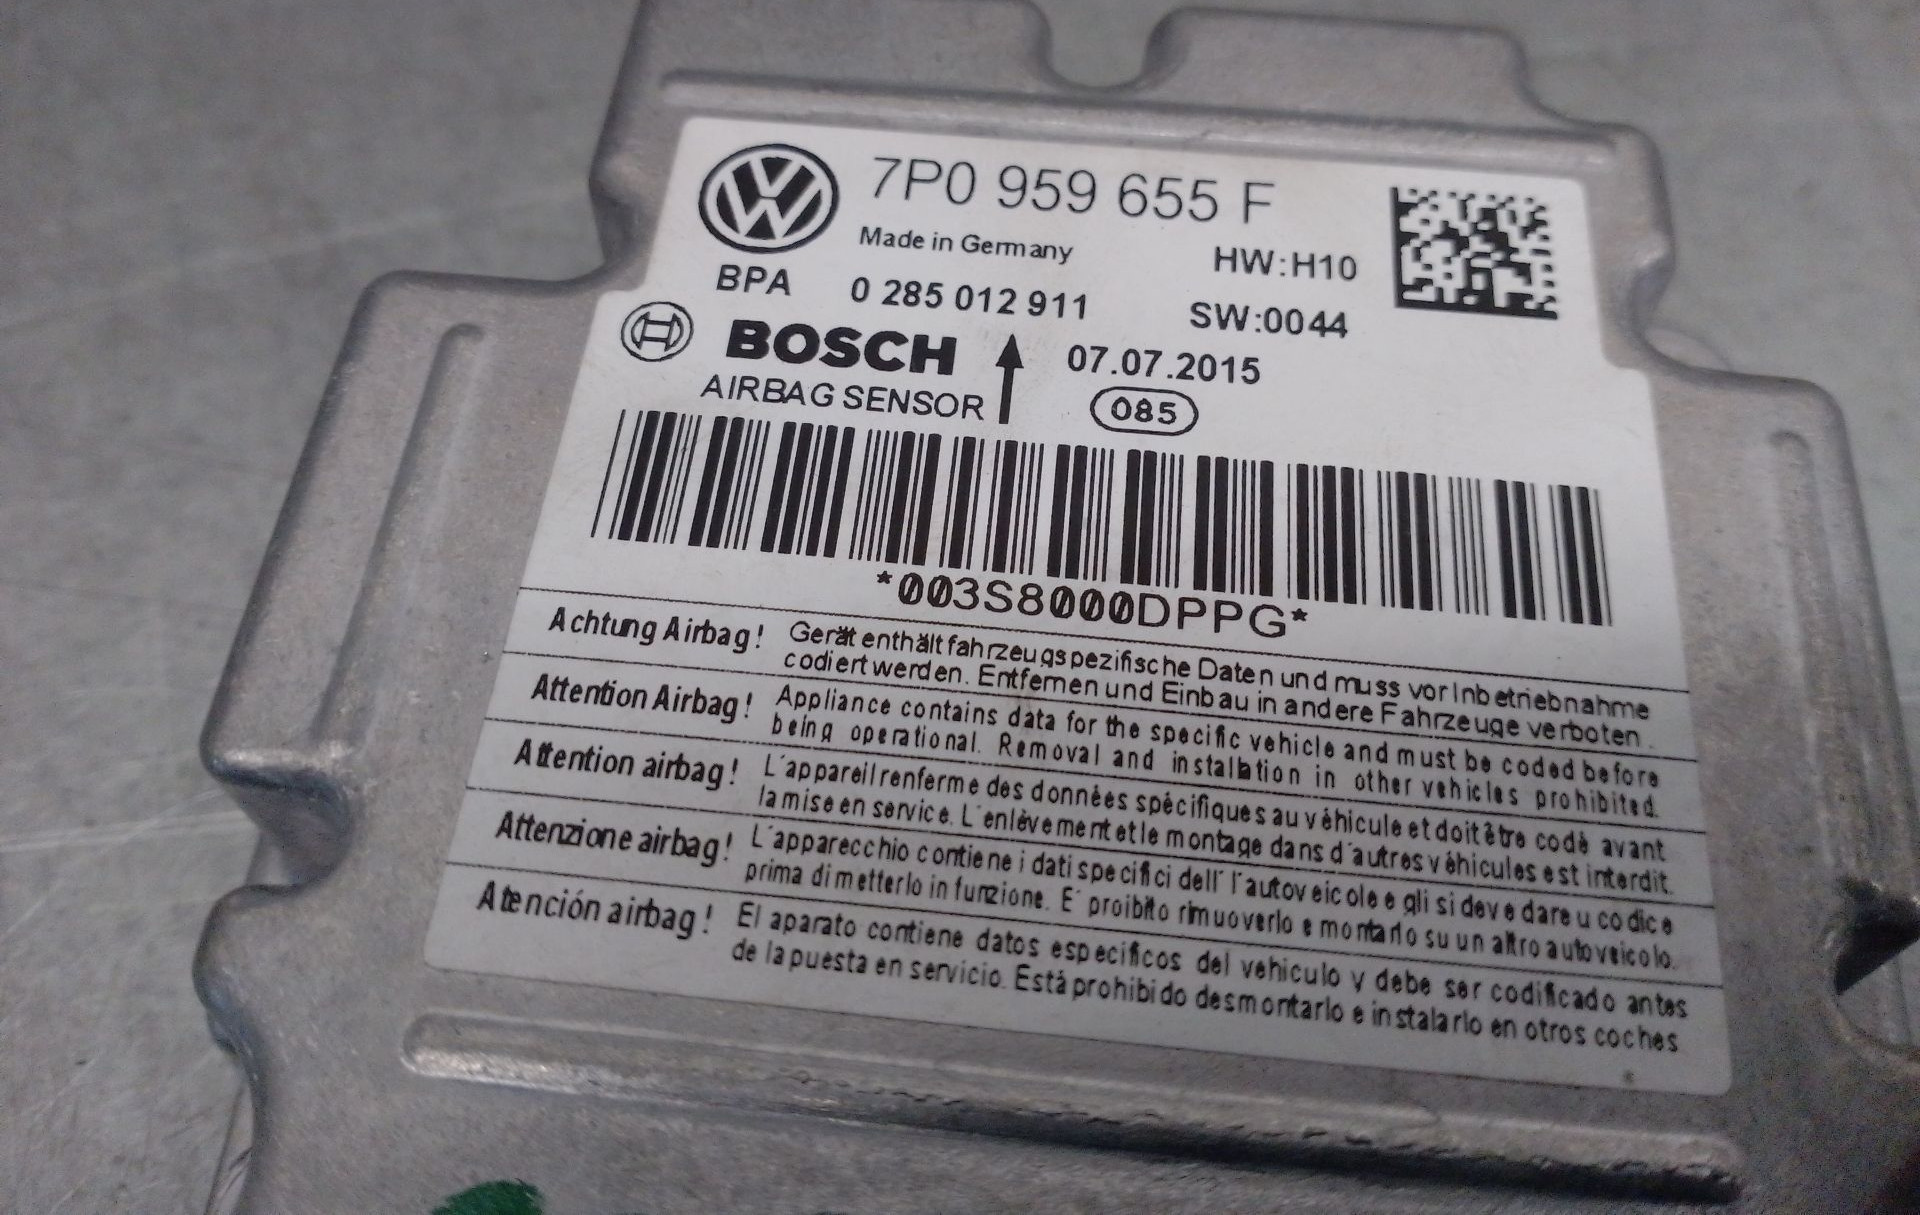 7P0 959 655 F
Made in Germany HW:H10
BPA 0 285 012 911 SW:0044
BOSCH 07.07.2015
AIRBAG SENSOR 085
*003S8000DPPG*
Achtung Airbag! Gerät enthält fahrzeugspezifische Daten und muss vor Inbetriebnahme
codiert werden. Entfernen und Einbau in andere Fahrzeuge verboten.
Attention Airbag! Appliance contains data for the specific vehicle and must be coded before
being operational. Removal and installation in other vehicles prohibited.
Attention airbag! L´appareil renferme des données spécifiques au véhicule et doit être codè avant
la mise en service. L´enlèvement et le montage dans d´autres véhicules est interdit.
Attenzione airbag! L´apparecchio contiene i dati specifici dell´ l´autoveicole e gli si deve dare u codice
prima di metterlo in funzione. E´ proibito rimuoverlo e montarlo su un altro autoveicolo.
Atención airbag! El aparato contiene datos especificos del vehiculo y debe ser codificado antes
de la puesta en servicio. Está prohibido desmontarlo e instalarlo en otros coches